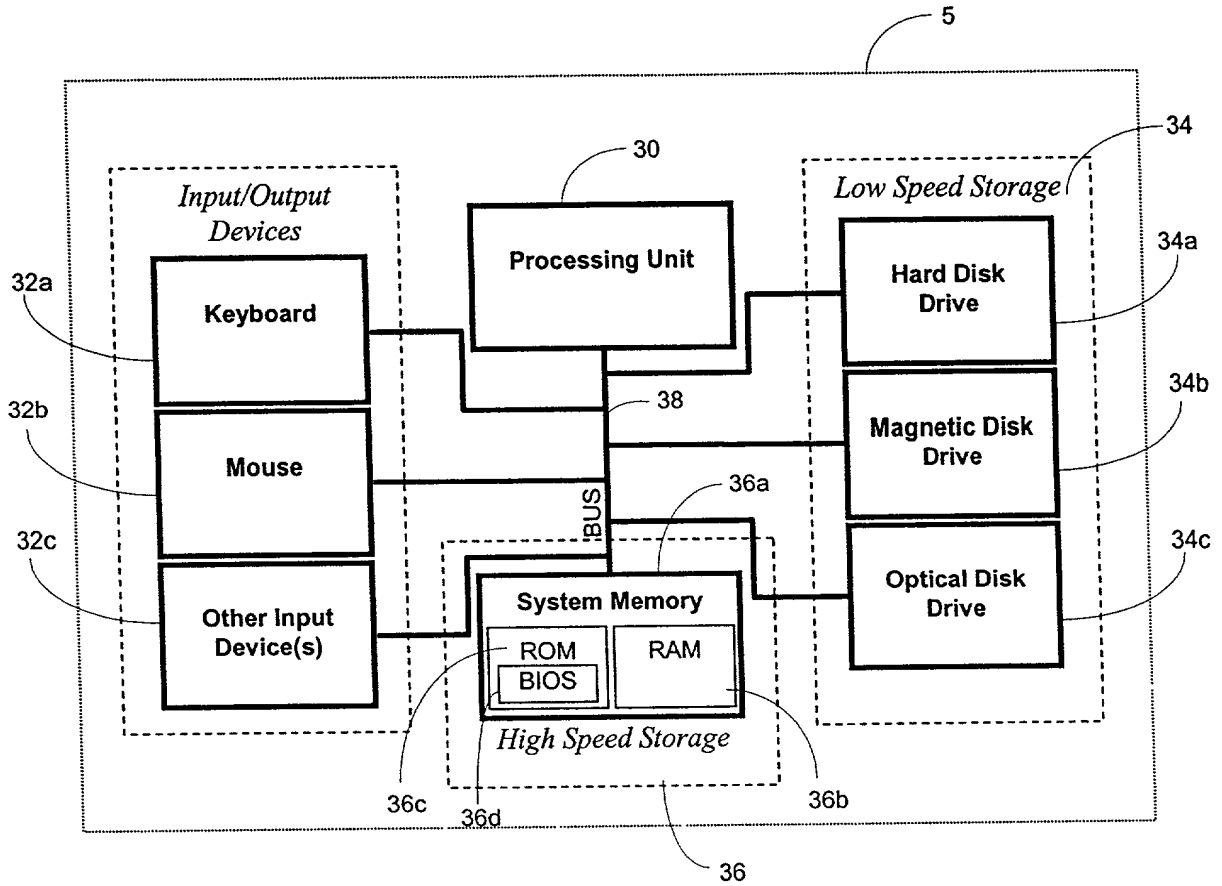 5
34
30
Input/Output
Devices
Low Speed Storage
32a
Keyboard
Processing Unit
Hard Disk
Drive
34a
38
32b
Mouse
Magnetic Disk
Drive
34b
36a
BUS
32c
Other Input
Device(s)
System Memory
ROM
BIOS
RAM
Optical Disk
Drive
34c
High Speed Storage
36c
36d
36b
36